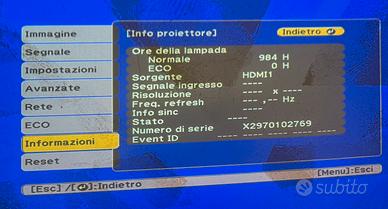 Immagine
Segnale
Impostazioni
Avanzate
Rete
ECO
Informazioni
Reset
[Info proiettore]
Indietro
Ore della lampada
Normale 984 H
ECO 0 H
Sorgente HDMI1
Segnale ingresso ----
Risoluzione ---- x ----
Freq. refresh --- ,-- Hz
Info sinc ----
Stato ----
Numero di serie X2970102769
Event ID ---- ---- ---- ----
[Menu]:Esci
[Esc] /[↵]:Indietro
subito